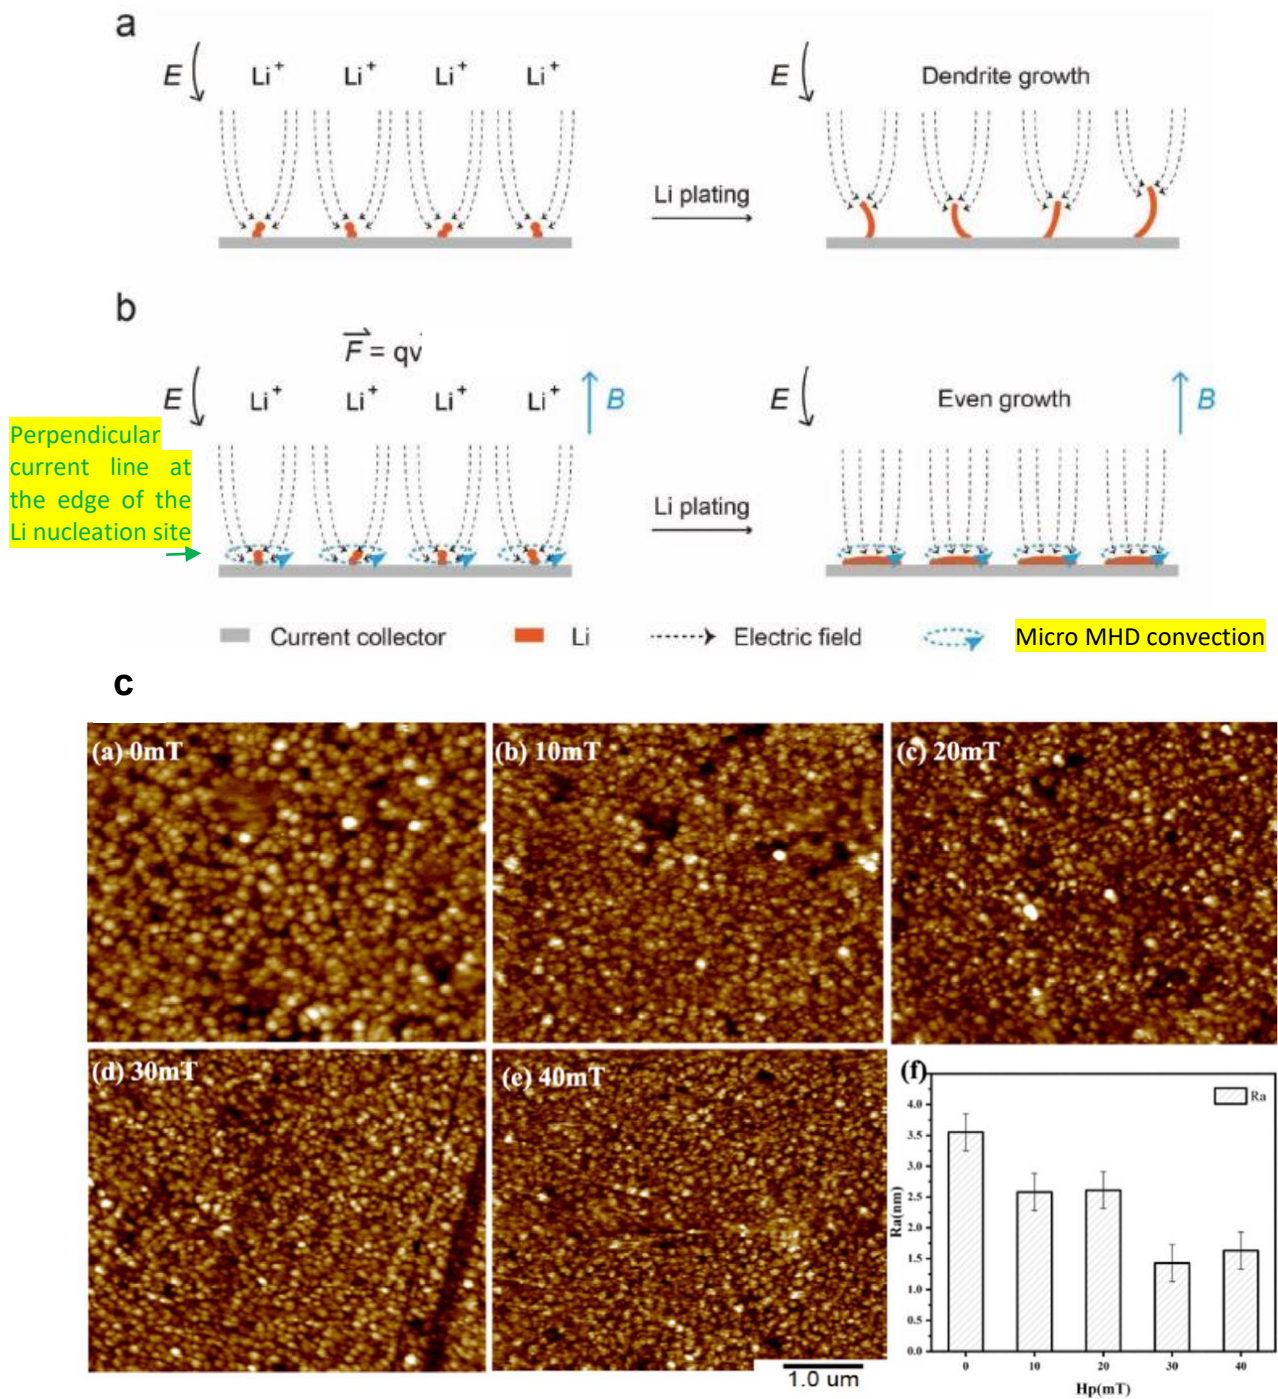 a
E Li+ Li+ Li+ Li+
E Dendrite growth
Li plating
b
F = qv
E Li+ Li+ Li+ Li+ B
E Even growth B
Perpendicular
current line at
the edge of the
Li nucleation site
Li plating
Current collector Li Electric field Micro MHD convection
c
(a) 0mT
(b) 10mT
(c) 20mT
(d) 30mT
(e) 40mT
1.0 um
(f)
Ra
4.0
3.5
3.0
2.5
2.0
1.5
1.0
0.5
0.0
Ra(nm)
0 10 20 30 40
Hp(mT)